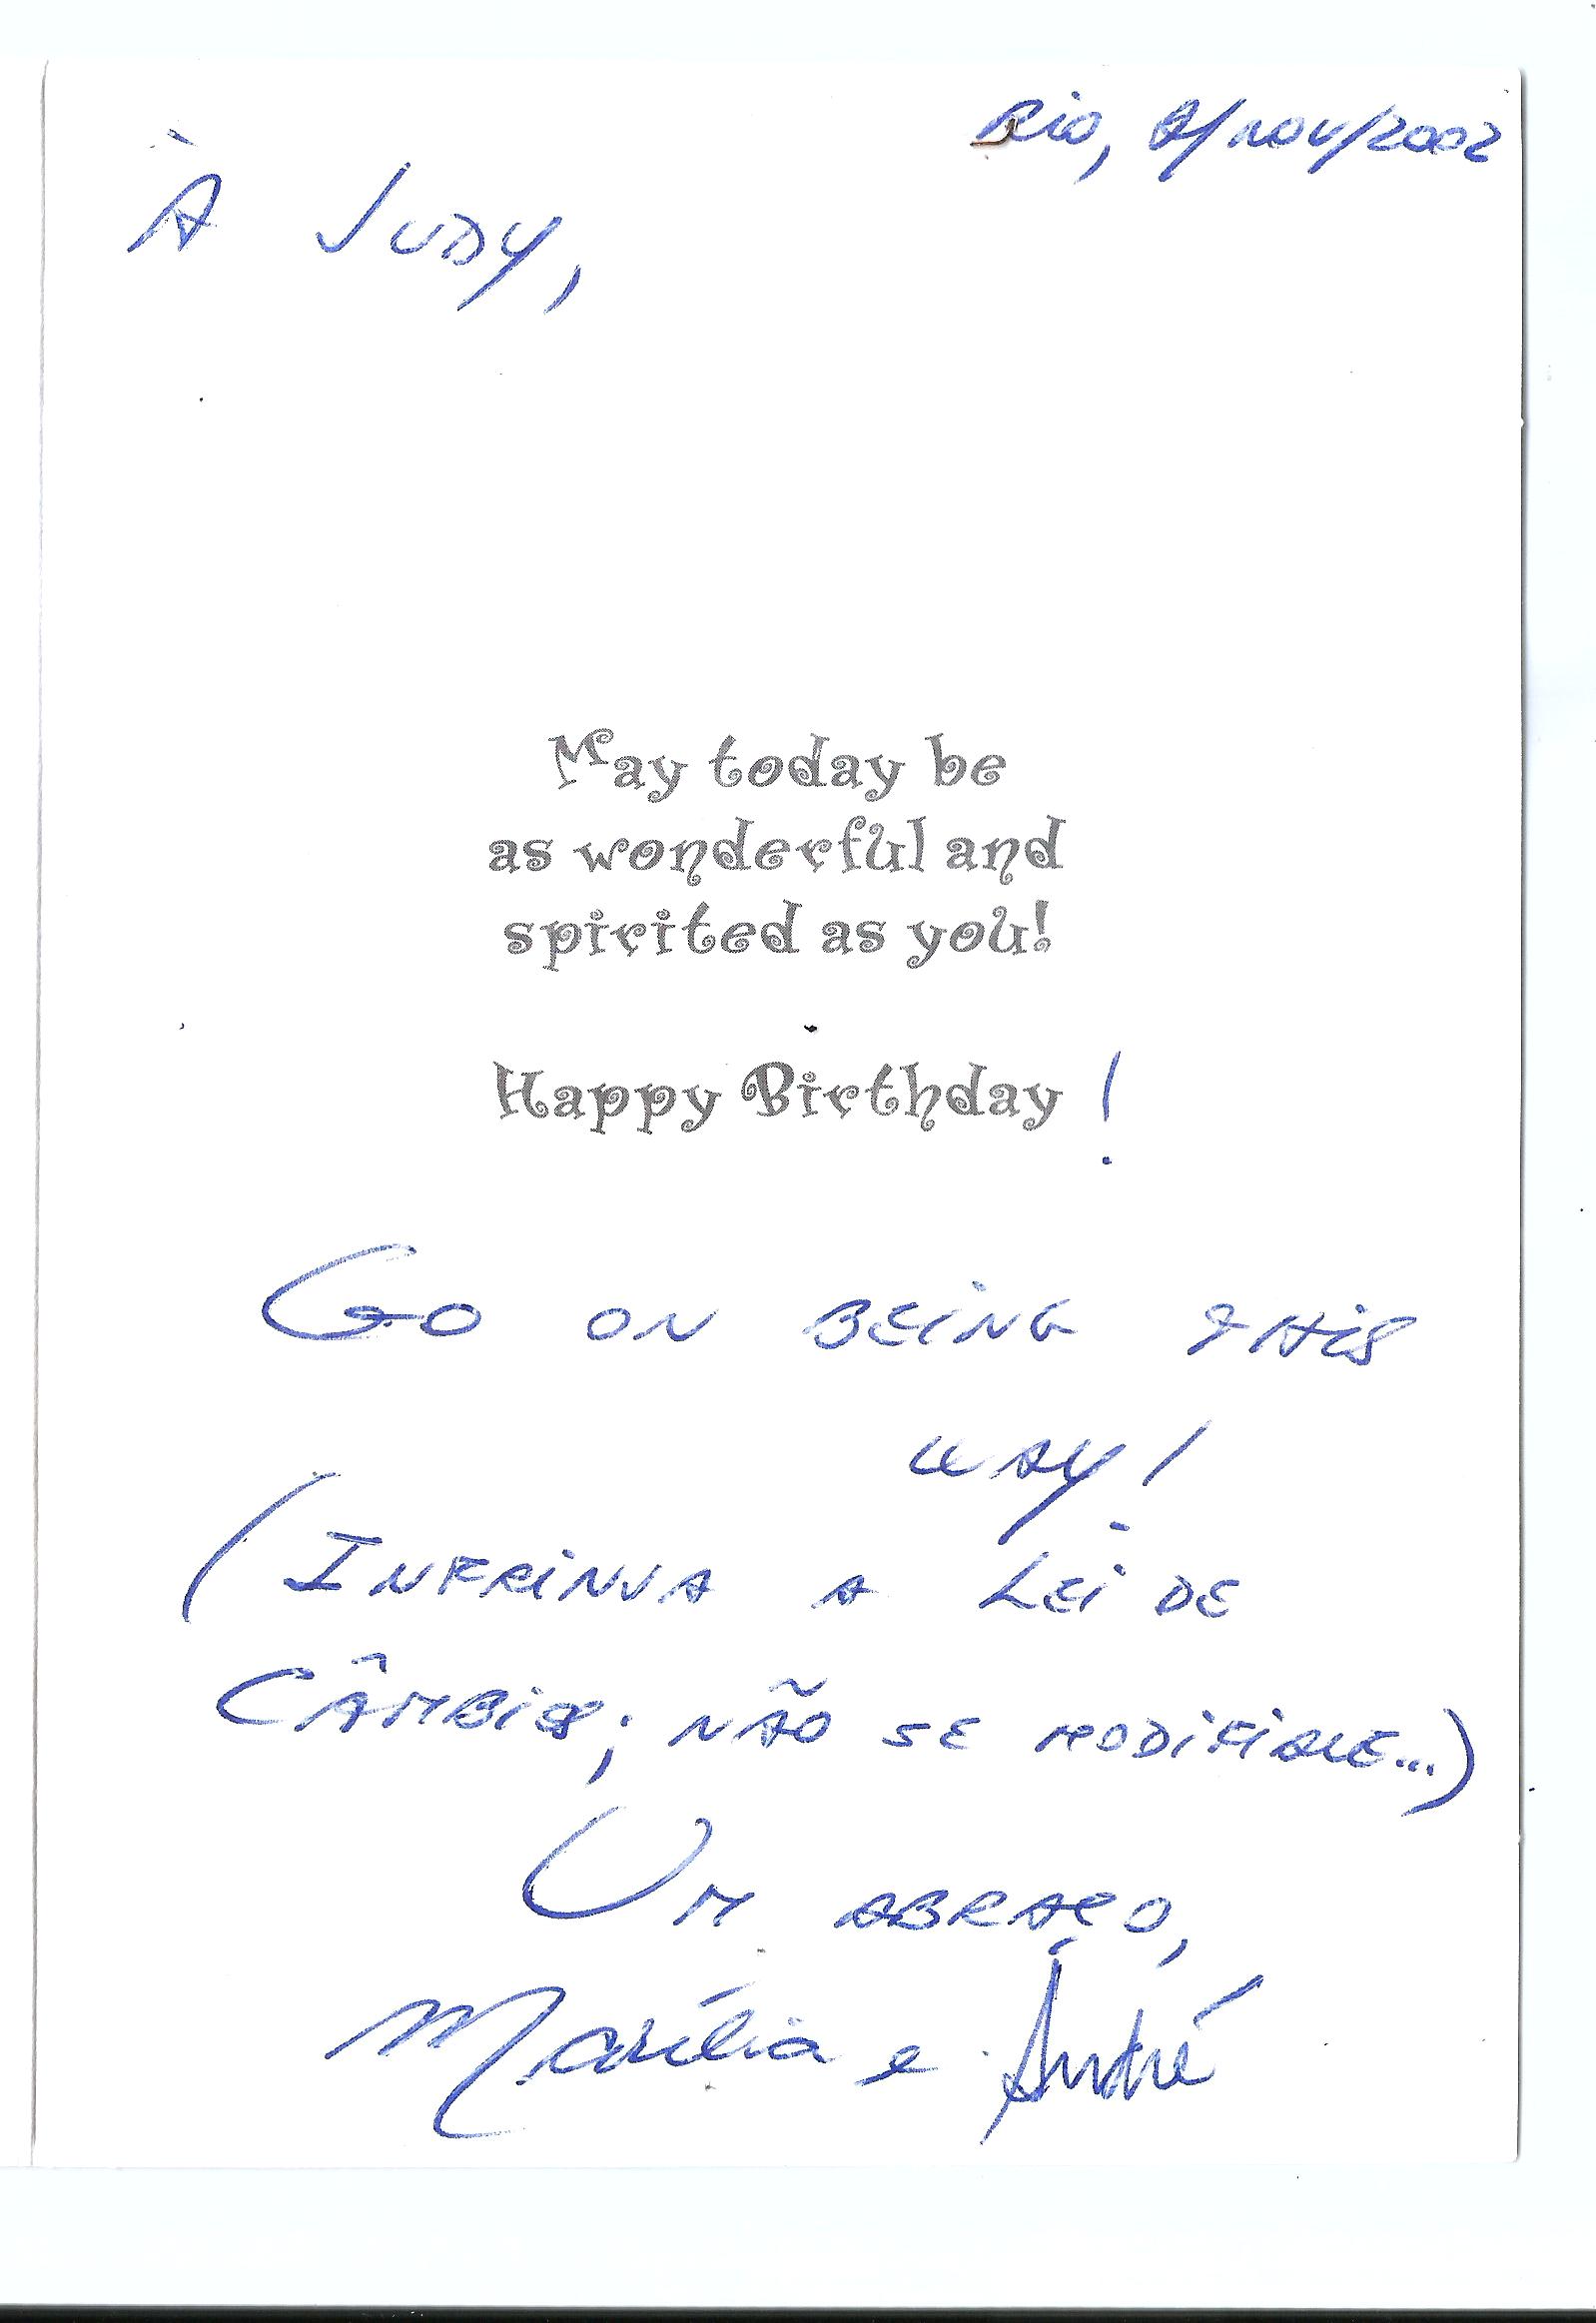 Rio, /NOV/2002
À JUDY,
May today be
as wonderful and
spirited as you!
Happy Birthday !
GO ON BEING THIS
WAY!
(INFRINJA A LEI DE
CÂMBIO; NÃO SE MODIFIQUE...)
UM ABRAÇO,
Marília e André